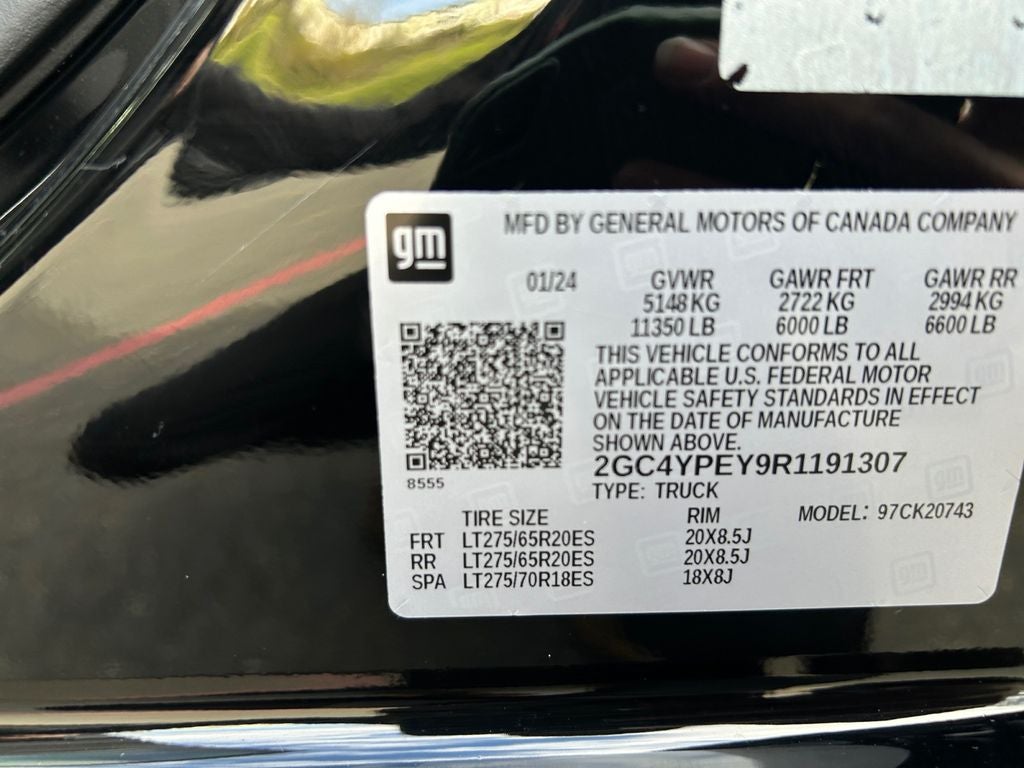 gm
MFD BY GENERAL MOTORS OF CANADA COMPANY
01/24 GVWR GAWR FRT GAWR RR
5148 KG 2722 KG 2994 KG
11350 LB 6000 LB 6600 LB
THIS VEHICLE CONFORMS TO ALL
APPLICABLE U.S. FEDERAL MOTOR
VEHICLE SAFETY STANDARDS IN EFFECT
ON THE DATE OF MANUFACTURE
SHOWN ABOVE.
8555
2GC4YPEY9R1191307
TYPE: TRUCK
TIRE SIZE RIM MODEL: 97CK20743
FRT LT275/65R20ES 20X8.5J
RR LT275/65R20ES 20X8.5J
SPA LT275/70R18ES 18X8J